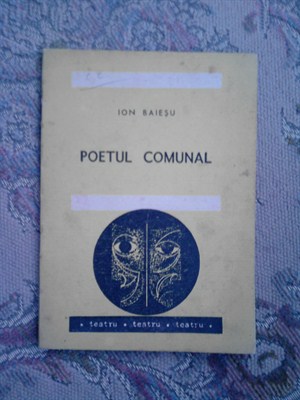 ION BAIEȘU
POETUL COMUNAL
• teatru • teatru • teatru •